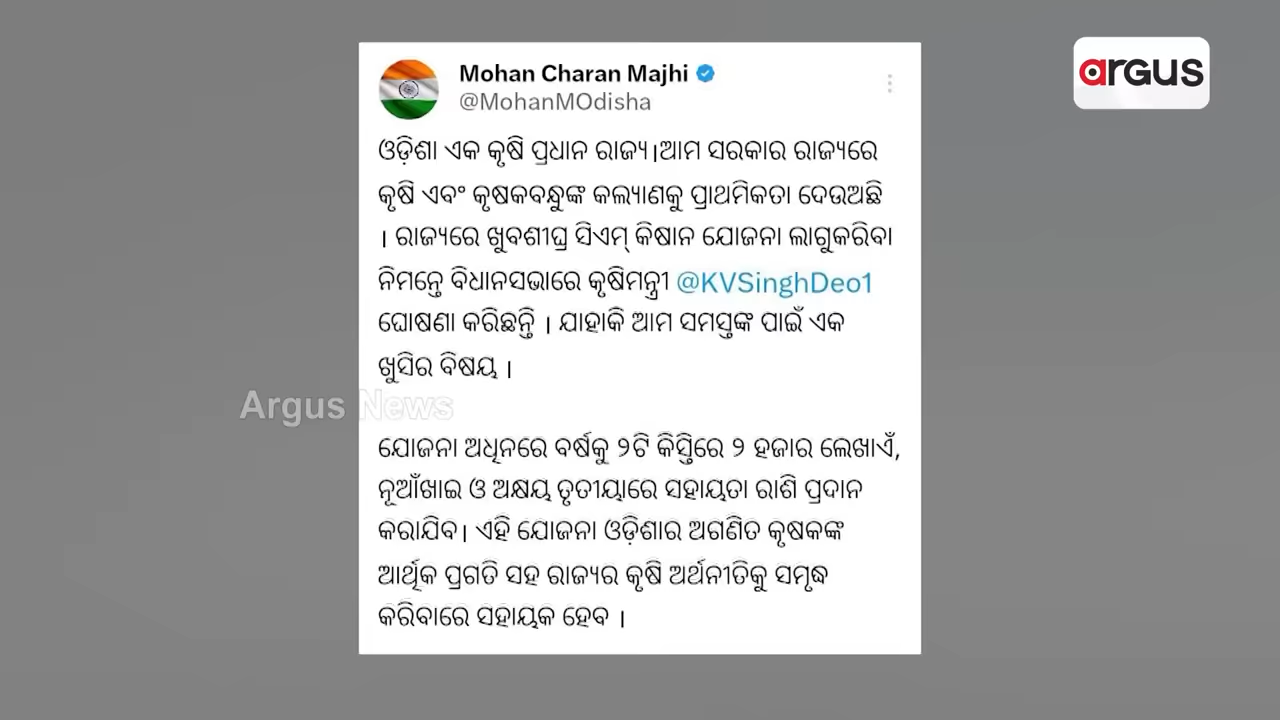 argus
Mohan Charan Majhi
@MohanMOdisha
ଓଡ଼ିଶା ଏକ କୃଷି ପ୍ରଧାନ ରାଜ୍ୟ।ଆମ ସରକାର ରାଜ୍ୟରେ
କୃଷି ଏବଂ କୃଷକବନ୍ଧୁଙ୍କ କଲ୍ୟାଣକୁ ପ୍ରାଥମିକତା ଦେଉଅଛି
। ରାଜ୍ୟରେ ଖୁବଶୀଘ୍ର ସିଏମ୍ କିଷାନ ଯୋଜନା ଲାଗୁକରିବା
ନିମନ୍ତେ ବିଧାନସଭାରେ କୃଷିମନ୍ତ୍ରୀ @KVSinghDeo1
ଘୋଷଣା କରିଛନ୍ତି । ଯାହାକି ଆମ ସମସ୍ତଙ୍କ ପାଇଁ ଏକ
ଖୁସିର ବିଷୟ ।
Argus News
ଯୋଜନା ଅଧିନରେ ବର୍ଷକୁ ୨ଟି କିସ୍ତିରେ ୨ ହଜାର ଲେଖାଏଁ,
ନୂଆଁଖାଇ ଓ ଅକ୍ଷୟ ତୃତୀୟାରେ ସହାୟତା ରାଶି ପ୍ରଦାନ
କରାଯିବ। ଏହି ଯୋଜନା ଓଡ଼ିଶାର ଅଗଣିତ କୃଷକଙ୍କ
ଆର୍ଥିକ ପ୍ରଗତି ସହ ରାଜ୍ୟର କୃଷି ଅର୍ଥନୀତିକୁ ସମୃଦ୍ଧ
କରିବାରେ ସହାୟକ ହେବ ।